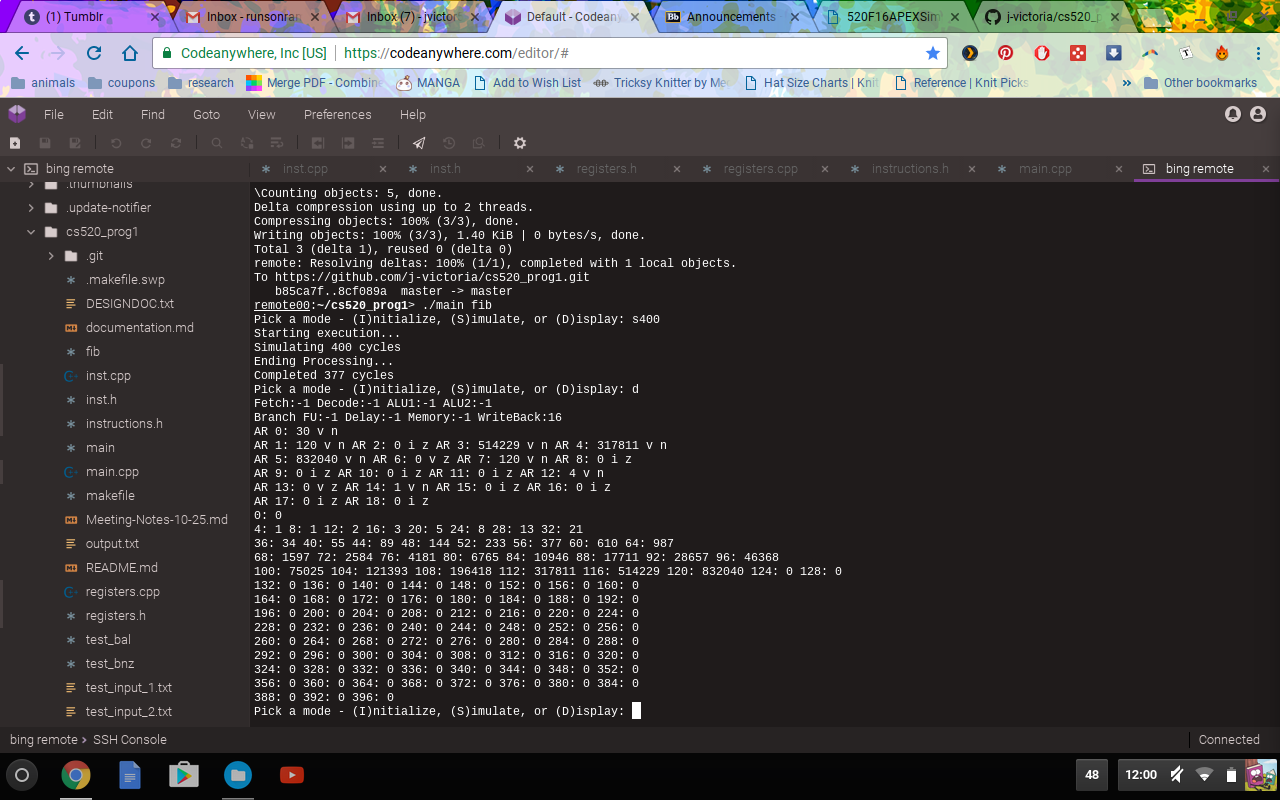 (1) Tumblr
Inbox - runsonran
Inbox (7) - jvictor
Default - Codeany
Bb Announcements
520F16APEXSim
j-victoria/cs520_p
Codeanywhere, Inc [US] https://codeanywhere.com/editor/#
animals coupons research Merge PDF - Combin MANGA Add to Wish List Tricksy Knitter by Me Hat Size Charts | Knit Reference | Knit Picks » Other bookmarks
File Edit Find Goto View Preferences Help
bing remote
inst.cpp inst.h registers.h registers.cpp instructions.h main.cpp bing remote
.thumbnails
.update-notifier
cs520_prog1
.git
.makefile.swp
DESIGNDOC.txt
documentation.md
fib
inst.cpp
inst.h
instructions.h
main
main.cpp
makefile
Meeting-Notes-10-25.md
output.txt
README.md
registers.cpp
registers.h
test_bal
test_bnz
test_input_1.txt
test_input_2.txt
\Counting objects: 5, done.
Delta compression using up to 2 threads.
Compressing objects: 100% (3/3), done.
Writing objects: 100% (3/3), 1.40 KiB | 0 bytes/s, done.
Total 3 (delta 1), reused 0 (delta 0)
remote: Resolving deltas: 100% (1/1), completed with 1 local objects.
To https://github.com/j-victoria/cs520_prog1.git
b85ca7f..8cf089a master -> master
remote00:~/cs520_prog1> ./main fib
Pick a mode - (I)nitialize, (S)imulate, or (D)isplay: s400
Starting execution...
Simulating 400 cycles
Ending Processing...
Completed 377 cycles
Pick a mode - (I)nitialize, (S)imulate, or (D)isplay: d
Fetch:-1 Decode:-1 ALU1:-1 ALU2:-1
Branch FU:-1 Delay:-1 Memory:-1 WriteBack:16
AR 0: 30 v n
AR 1: 120 v n AR 2: 0 i z AR 3: 514229 v n AR 4: 317811 v n
AR 5: 832040 v n AR 6: 0 v z AR 7: 120 v n AR 8: 0 i z
AR 9: 0 i z AR 10: 0 i z AR 11: 0 i z AR 12: 4 v n
AR 13: 0 v z AR 14: 1 v n AR 15: 0 i z AR 16: 0 i z
AR 17: 0 i z AR 18: 0 i z
0: 0
4: 1 8: 1 12: 2 16: 3 20: 5 24: 8 28: 13 32: 21
36: 34 40: 55 44: 89 48: 144 52: 233 56: 377 60: 610 64: 987
68: 1597 72: 2584 76: 4181 80: 6765 84: 10946 88: 17711 92: 28657 96: 46368
100: 75025 104: 121393 108: 196418 112: 317811 116: 514229 120: 832040 124: 0 128: 0
132: 0 136: 0 140: 0 144: 0 148: 0 152: 0 156: 0 160: 0
164: 0 168: 0 172: 0 176: 0 180: 0 184: 0 188: 0 192: 0
196: 0 200: 0 204: 0 208: 0 212: 0 216: 0 220: 0 224: 0
228: 0 232: 0 236: 0 240: 0 244: 0 248: 0 252: 0 256: 0
260: 0 264: 0 268: 0 272: 0 276: 0 280: 0 284: 0 288: 0
292: 0 296: 0 300: 0 304: 0 308: 0 312: 0 316: 0 320: 0
324: 0 328: 0 332: 0 336: 0 340: 0 344: 0 348: 0 352: 0
356: 0 360: 0 364: 0 368: 0 372: 0 376: 0 380: 0 384: 0
388: 0 392: 0 396: 0
Pick a mode - (I)nitialize, (S)imulate, or (D)isplay:
bing remote › SSH Console
Connected
48
12:00